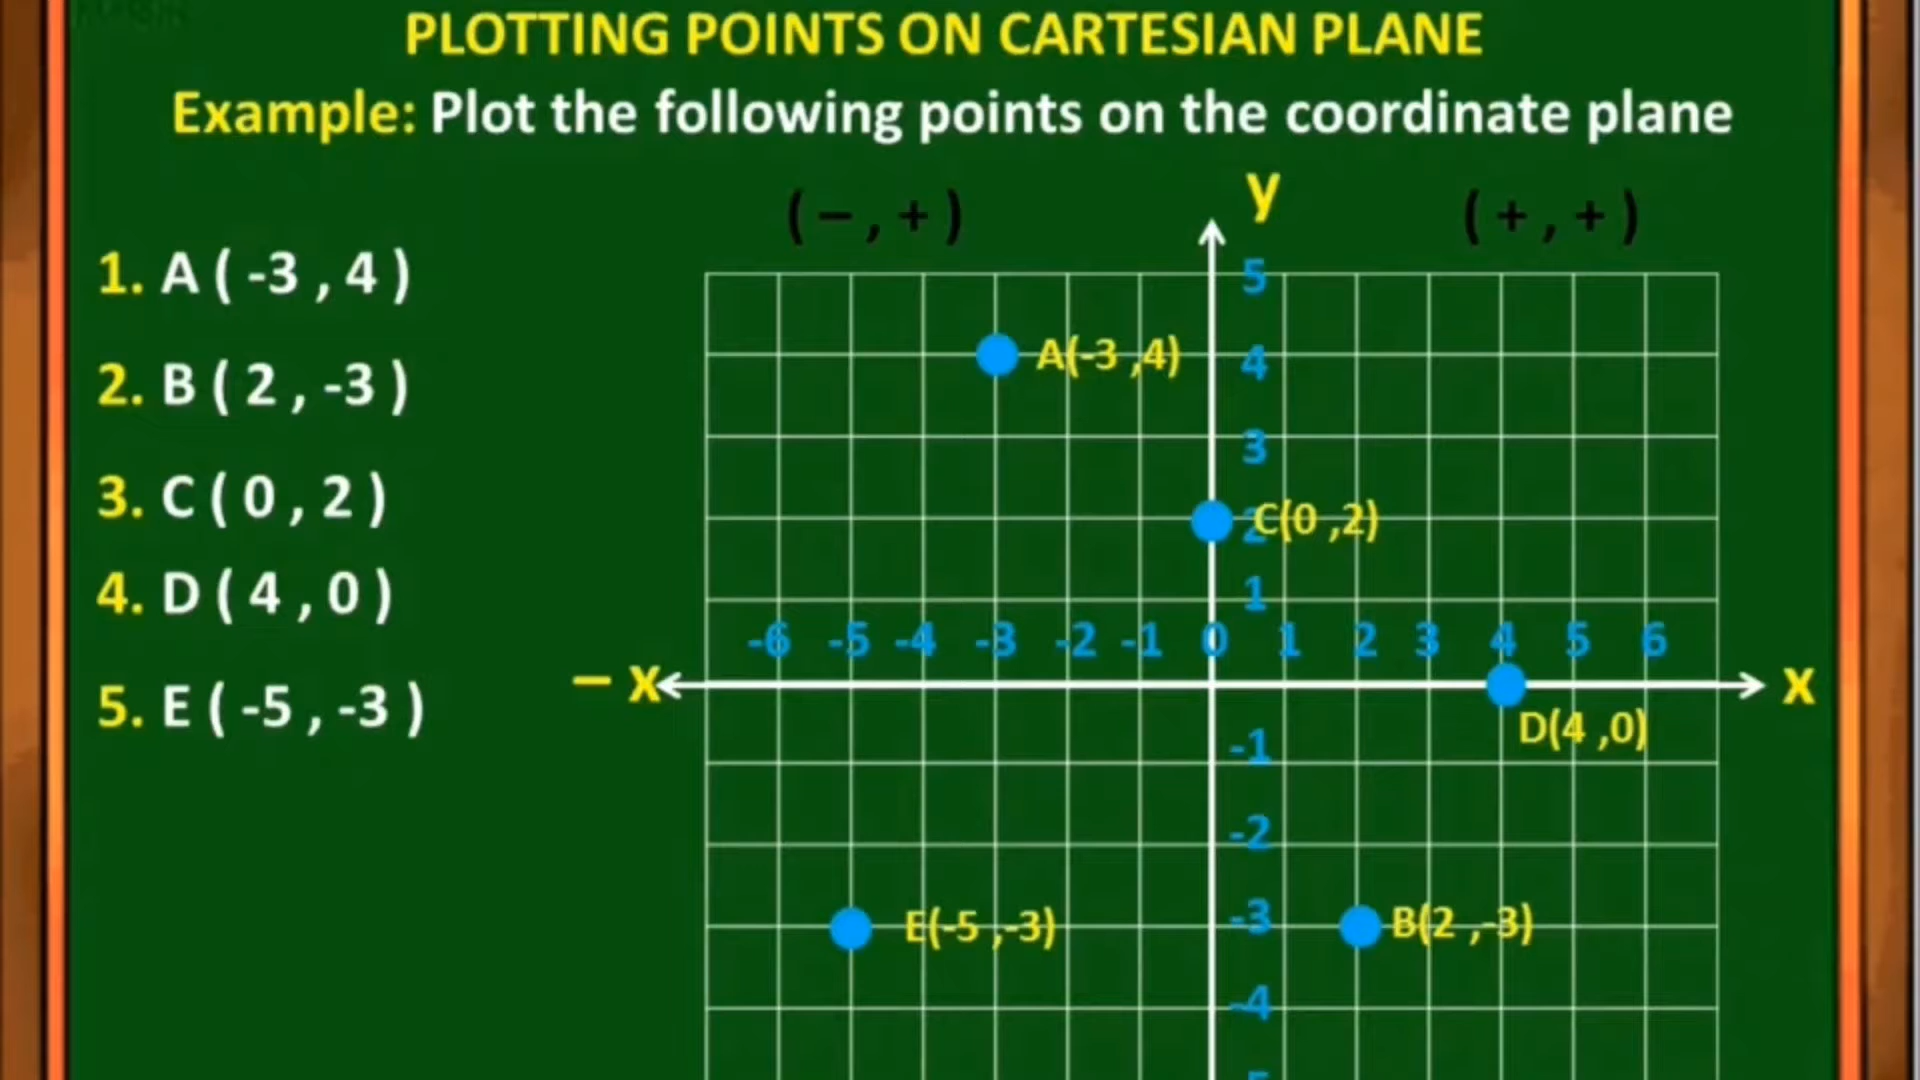 PLOTTING POINTS ON CARTESIAN PLANE
Example: Plot the following points on the coordinate plane
1. A ( -3 , 4 )
2. B ( 2 , -3 )
3. C ( 0 , 2 )
4. D ( 4 , 0 )
5. E ( -5 , -3 )
( – , + )
y
( + , + )
5
A(-3 ,4)
4
3
2
C(0 ,2)
1
-6 -5 -4 -3 -2 -1 0 1 2 3 4 5 6
– x
x
D(4 ,0)
-1
-2
E(-5 ,-3)
-3
B(2 ,-3)
-4